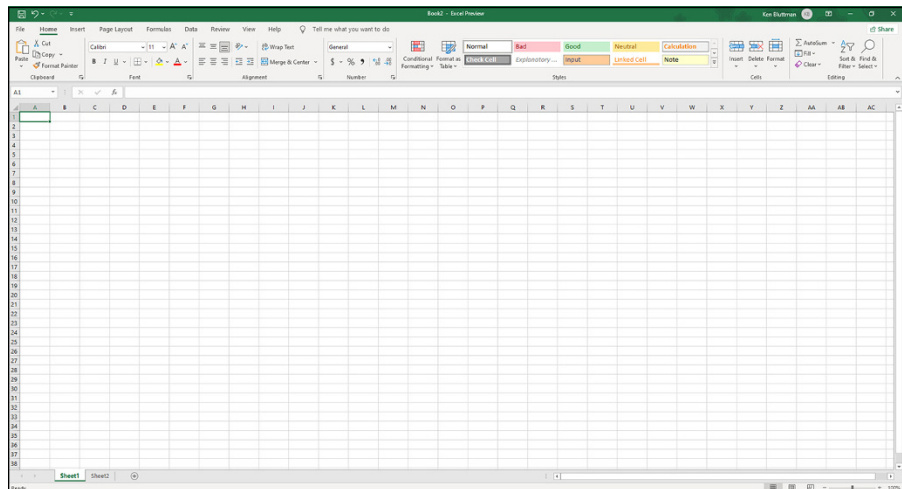 Book2 - Excel Preview
Ken Bluttman
File Home Insert Page Layout Formulas Data Review View Help Tell me what you want to do Share
Cut
Copy
Format Painter
Paste
Clipboard
Calibri 11 A A
B I U A
Font
Wrap Text
Merge & Center
Alignment
General
$ % 9
Number
Conditional Formatting
Format as Table
Normal Bad Good Neutral Calculation
Check Cell Explanatory ... Input Linked Cell Note
Styles
Insert Delete Format
Cells
AutoSum
Fill
Clear
Sort & Filter
Find & Select
Editing
A1 fx
A B C D E F G H I J K L M N O P Q R S T U V W X Y Z AA AB AC
1
2
3
4
5
6
7
8
9
10
11
12
13
14
15
16
17
18
19
20
21
22
23
24
25
26
27
28
29
30
31
32
33
34
35
36
37
38
Sheet1 Sheet2
Ready 100%